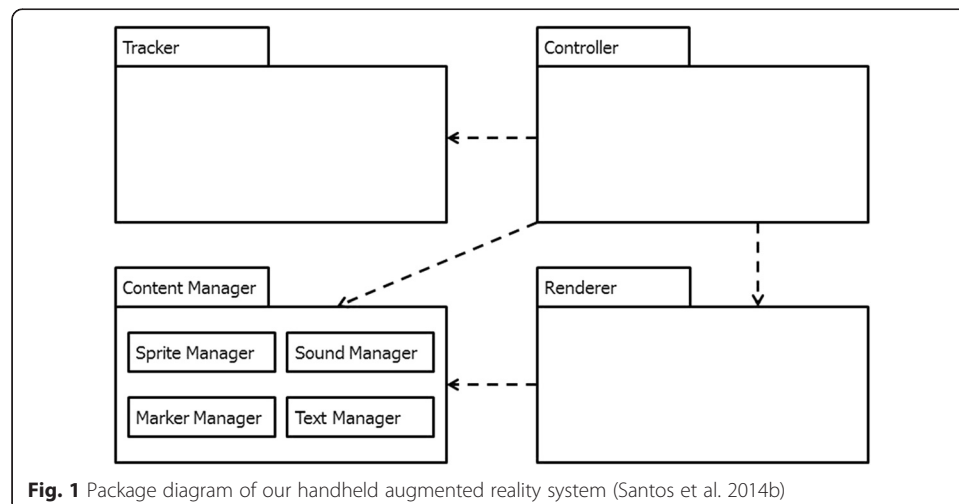 Tracker
Controller
Content Manager
Renderer
Sprite Manager
Sound Manager
Marker Manager
Text Manager
Fig. 1 Package diagram of our handheld augmented reality system (Santos et al. 2014b)